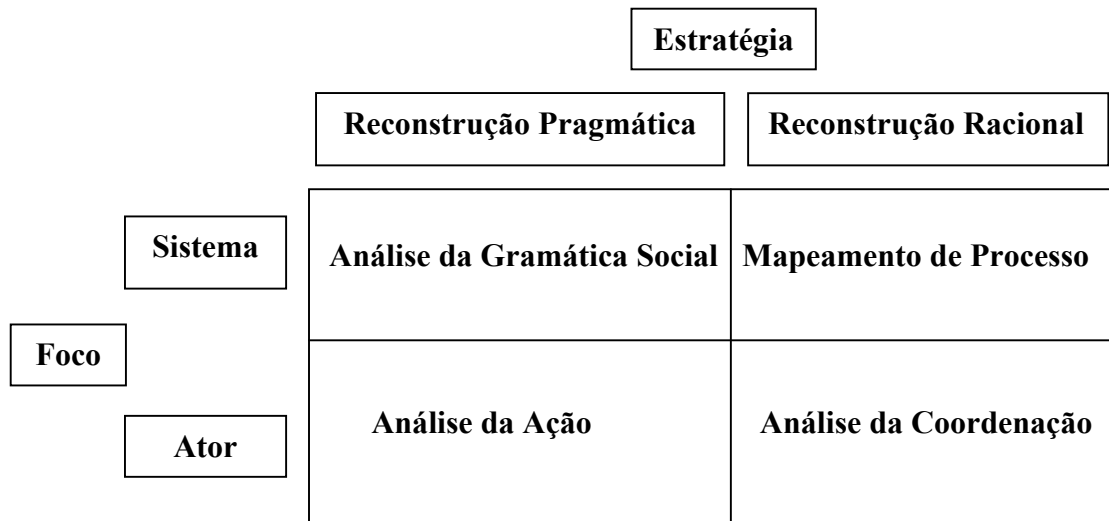 Estratégia
Reconstrução Pragmática
Reconstrução Racional
Sistema
Análise da Gramática Social
Mapeamento de Processo
Foco
Ator
Análise da Ação
Análise da Coordenação